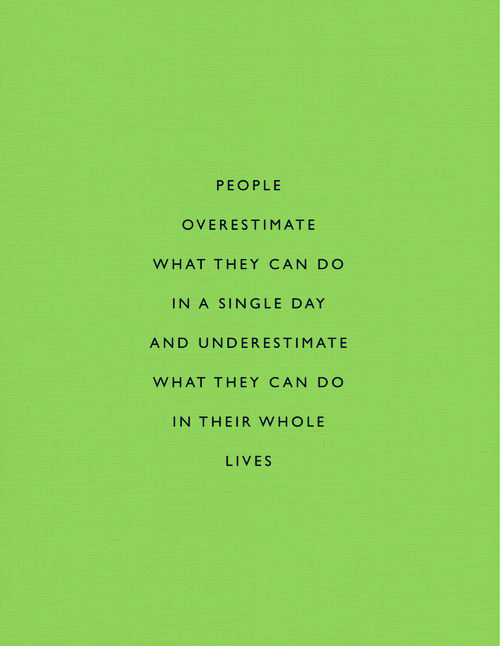 PEOPLE
OVERESTIMATE
WHAT THEY CAN DO
IN A SINGLE DAY
AND UNDERESTIMATE
WHAT THEY CAN DO
IN THEIR WHOLE
LIVES